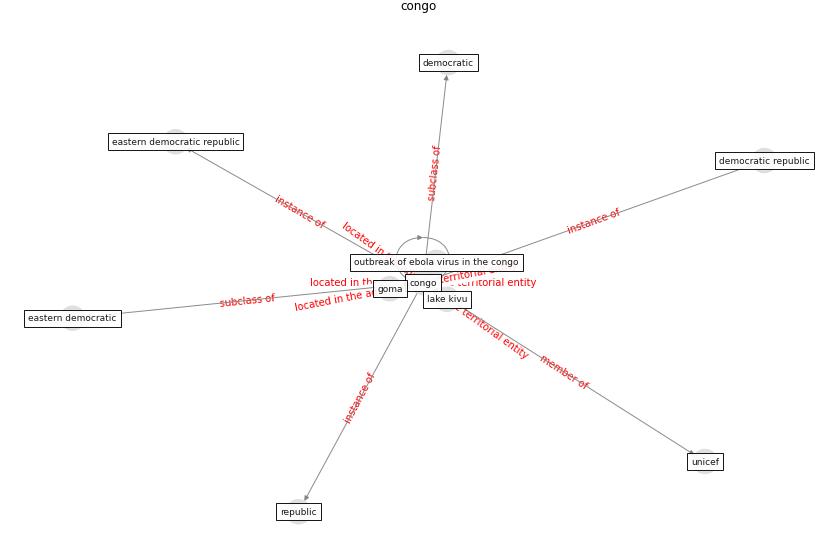 congo
democratic
eastern democratic republic
democratic republic
subclass of
instance of
instance of
located in
outbreak of ebola virus in the congo
territorial
located in the
congo
territorial entity
goma
located in the a
lake kivu
eastern democratic
subclass of
territorial entity
member of
instance of
unicef
republic